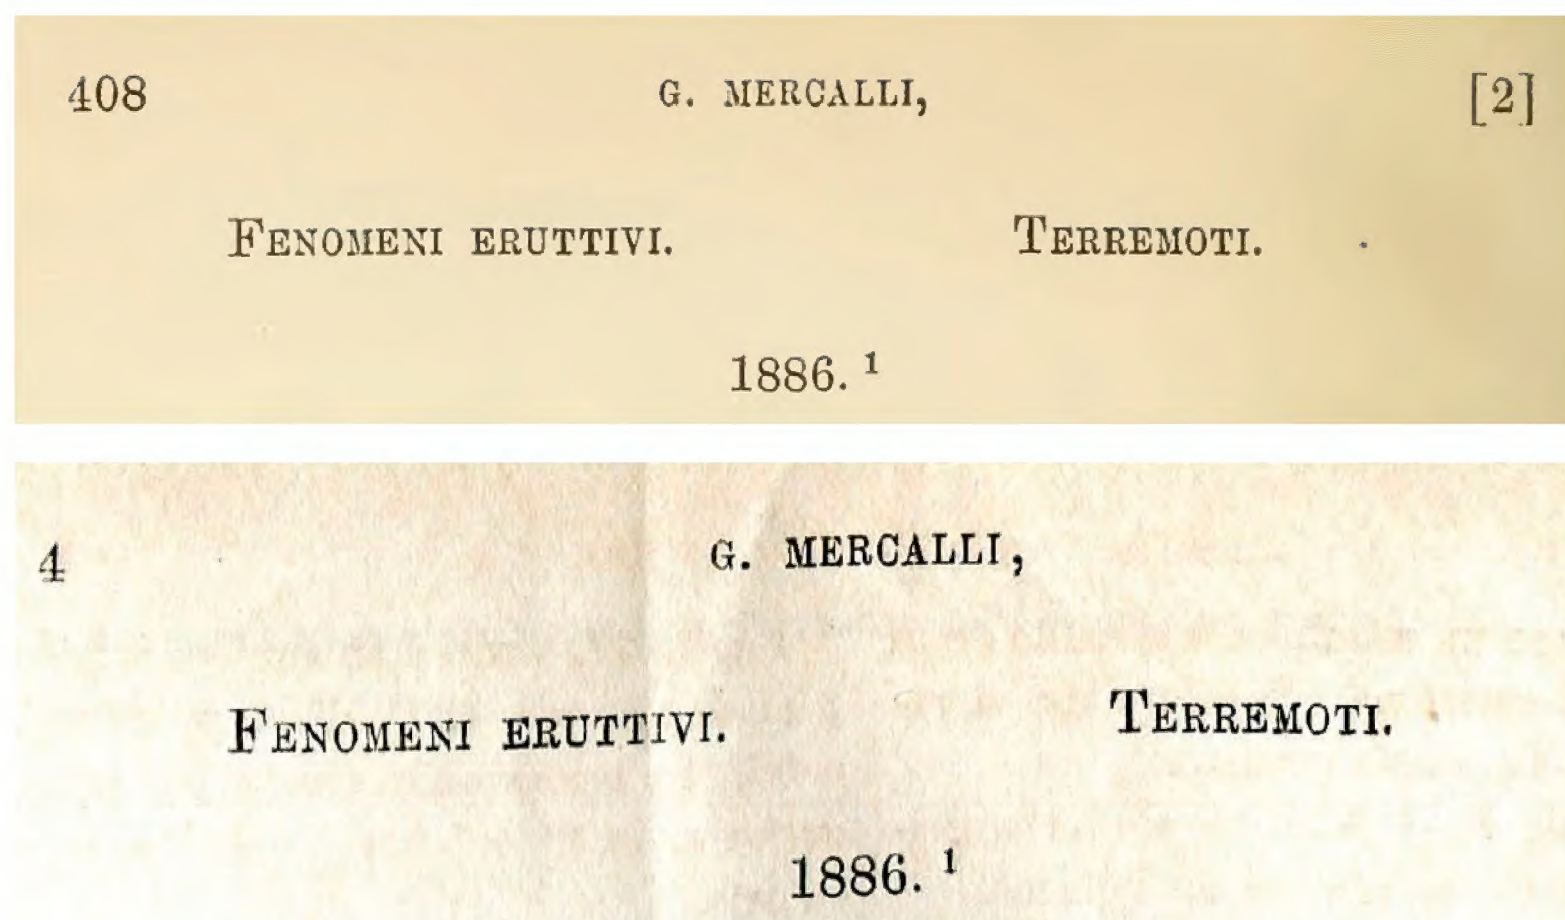 408 G. MERCALLI, [2]
FENOMENI ERUTTIVI. TERREMOTI.
1886. ¹
4 G. MERCALLI,
FENOMENI ERUTTIVI. TERREMOTI.
1886. ¹